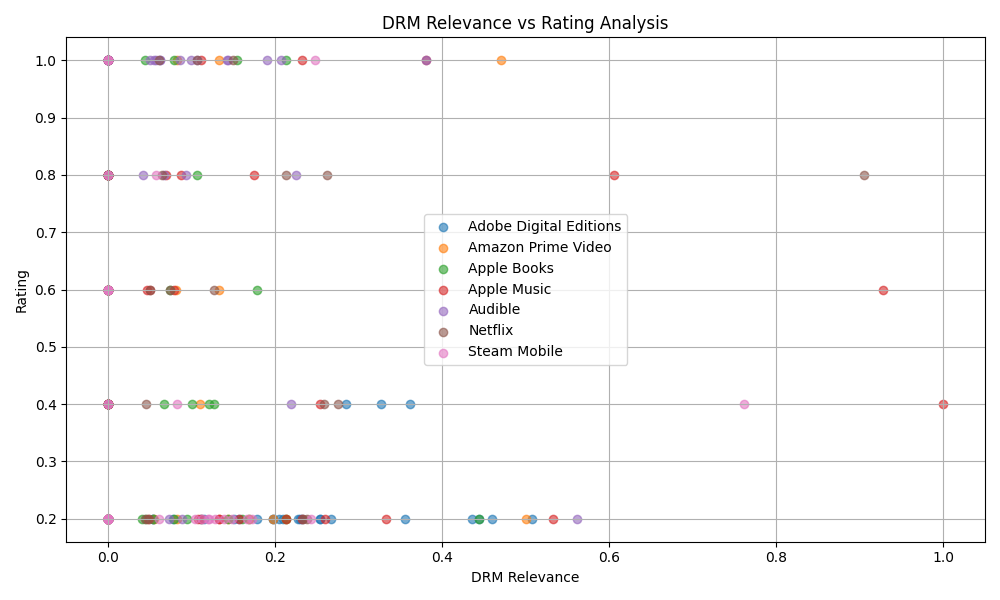 DRM Relevance vs Rating Analysis
Rating
1.0
0.9
0.8
0.7
0.6
0.5
0.4
0.3
0.2
Adobe Digital Editions
Amazon Prime Video
Apple Books
Apple Music
Audible
Netflix
Steam Mobile
0.0 0.2 0.4 0.6 0.8 1.0
DRM Relevance